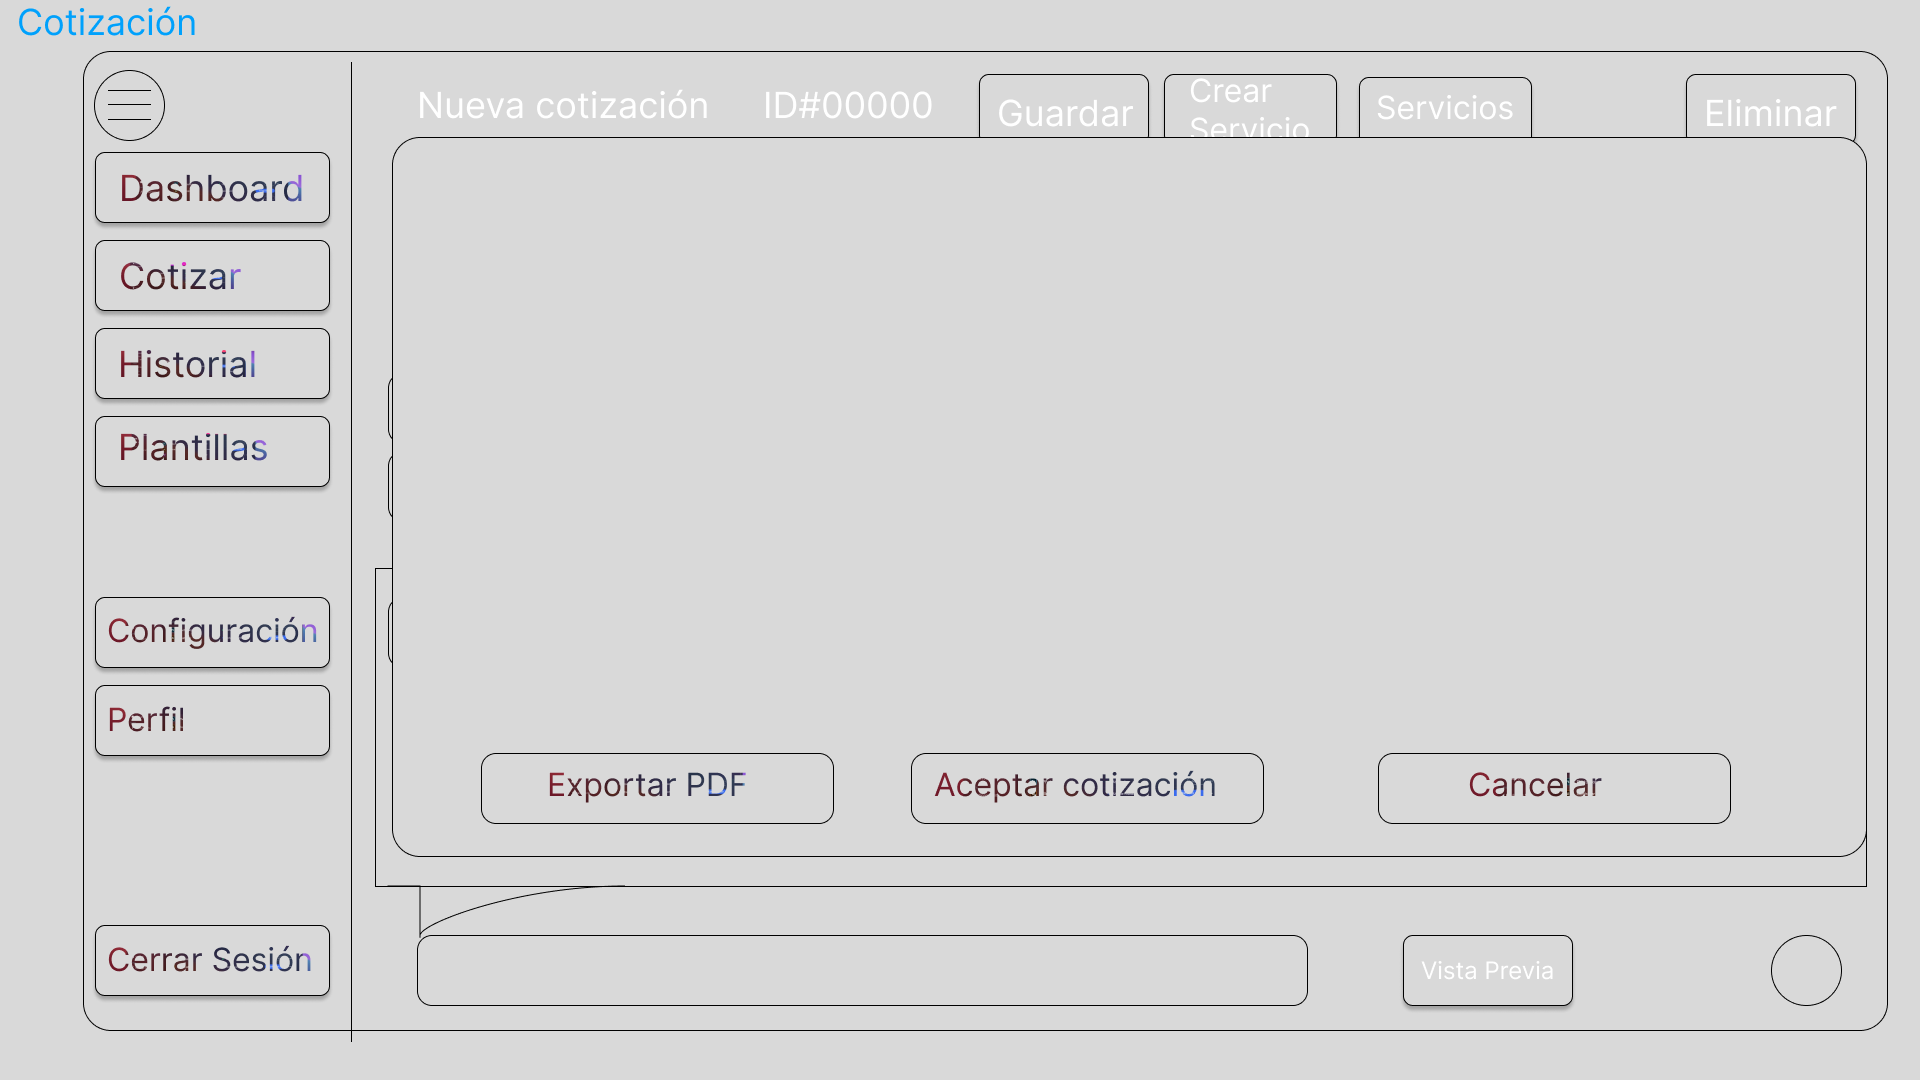 Cotización
Nueva cotización ID#00000
Guardar
Crear
Servicio
Servicios
Eliminar
Dashboard
Cotizar
Historial
Plantillas
Configuración
Perfil
Cerrar Sesión
Exportar PDF
Aceptar cotización
Cancelar
Vista Previa